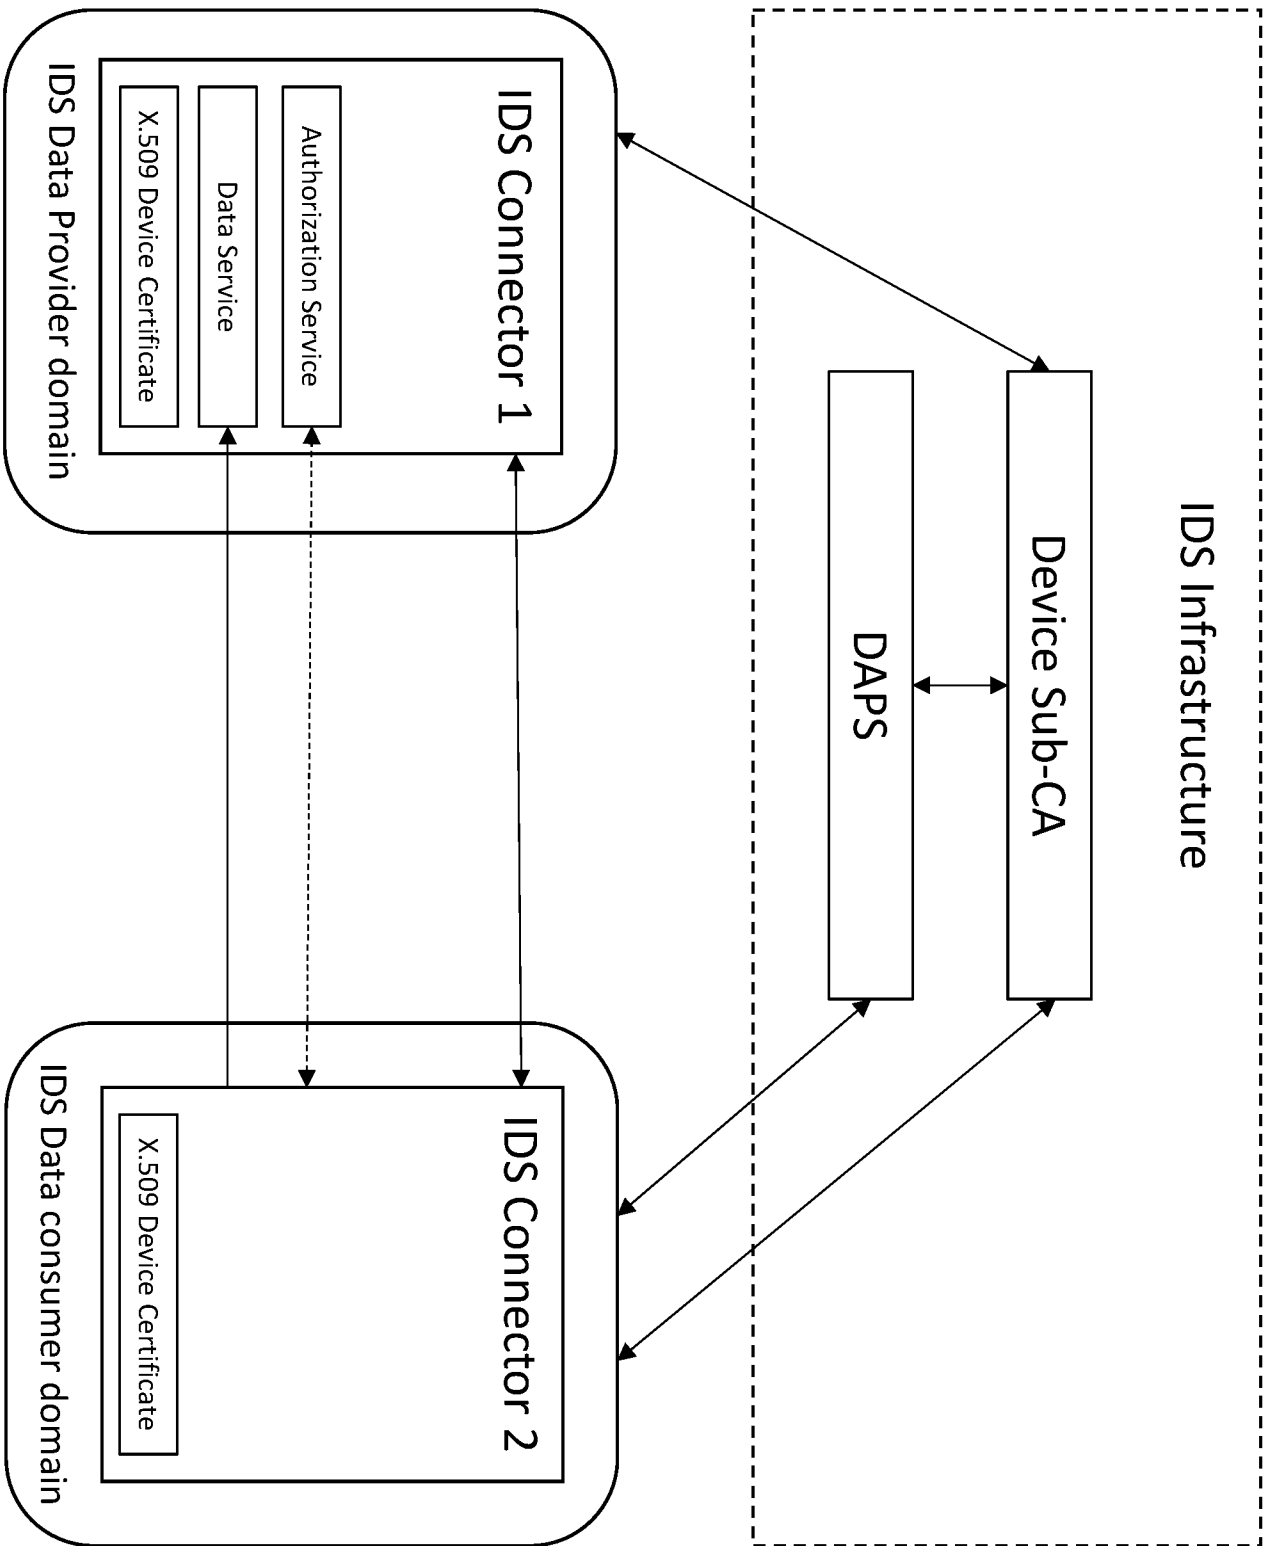 IDS Infrastructure
Device Sub-CA
DAPS
IDS Connector 1
Authorization Service
Data Service
X.509 Device Certificate
IDS Data Provider domain
IDS Connector 2
X.509 Device Certificate
IDS Data consumer domain